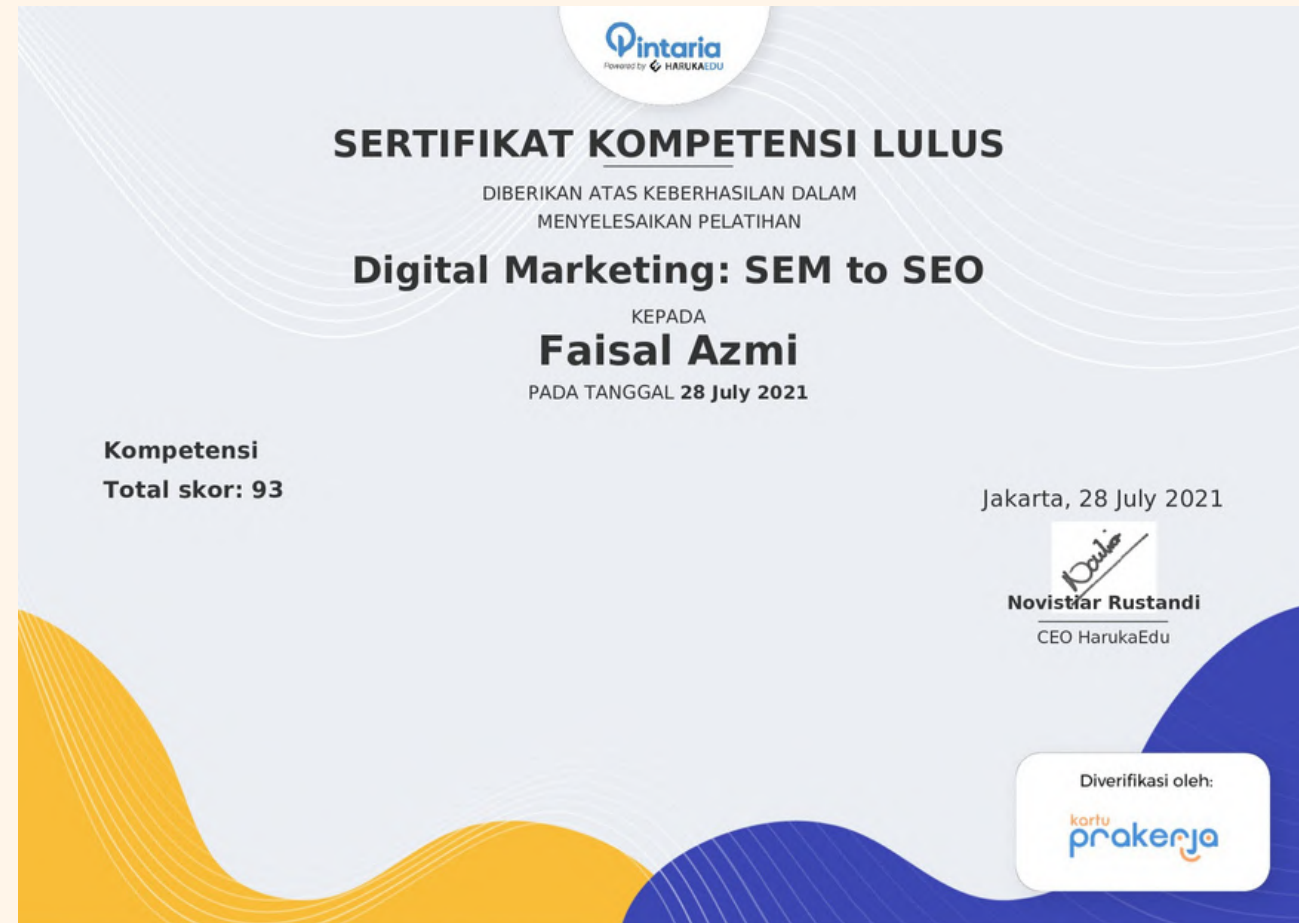 Pintaria
Powered by HARUKAEDU
SERTIFIKAT KOMPETENSI LULUS
DIBERIKAN ATAS KEBERHASILAN DALAM
MENYELESAIKAN PELATIHAN
Digital Marketing: SEM to SEO
KEPADA
Faisal Azmi
PADA TANGGAL 28 July 2021
Kompetensi
Total skor: 93
Jakarta, 28 July 2021
Novistiar Rustandi
CEO HarukaEdu
Diverifikasi oleh:
kartu
prakerja